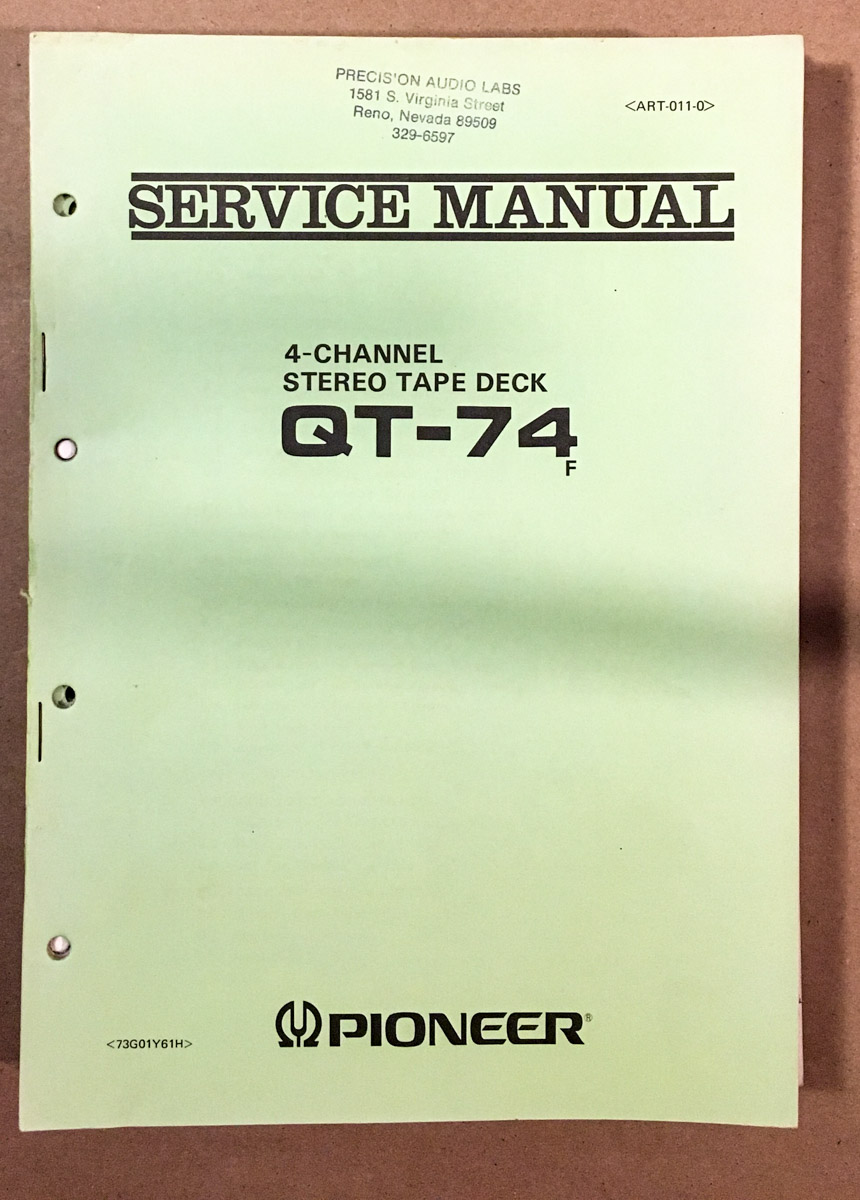 PRECIS'ON AUDIO LABS
1581 S. Virginia Street
Reno, Nevada 89509
329-6597
<ART-011-0>
SERVICE MANUAL
4-CHANNEL
STEREO TAPE DECK
QT-74
F
PIONEER®
<73G01Y61H>